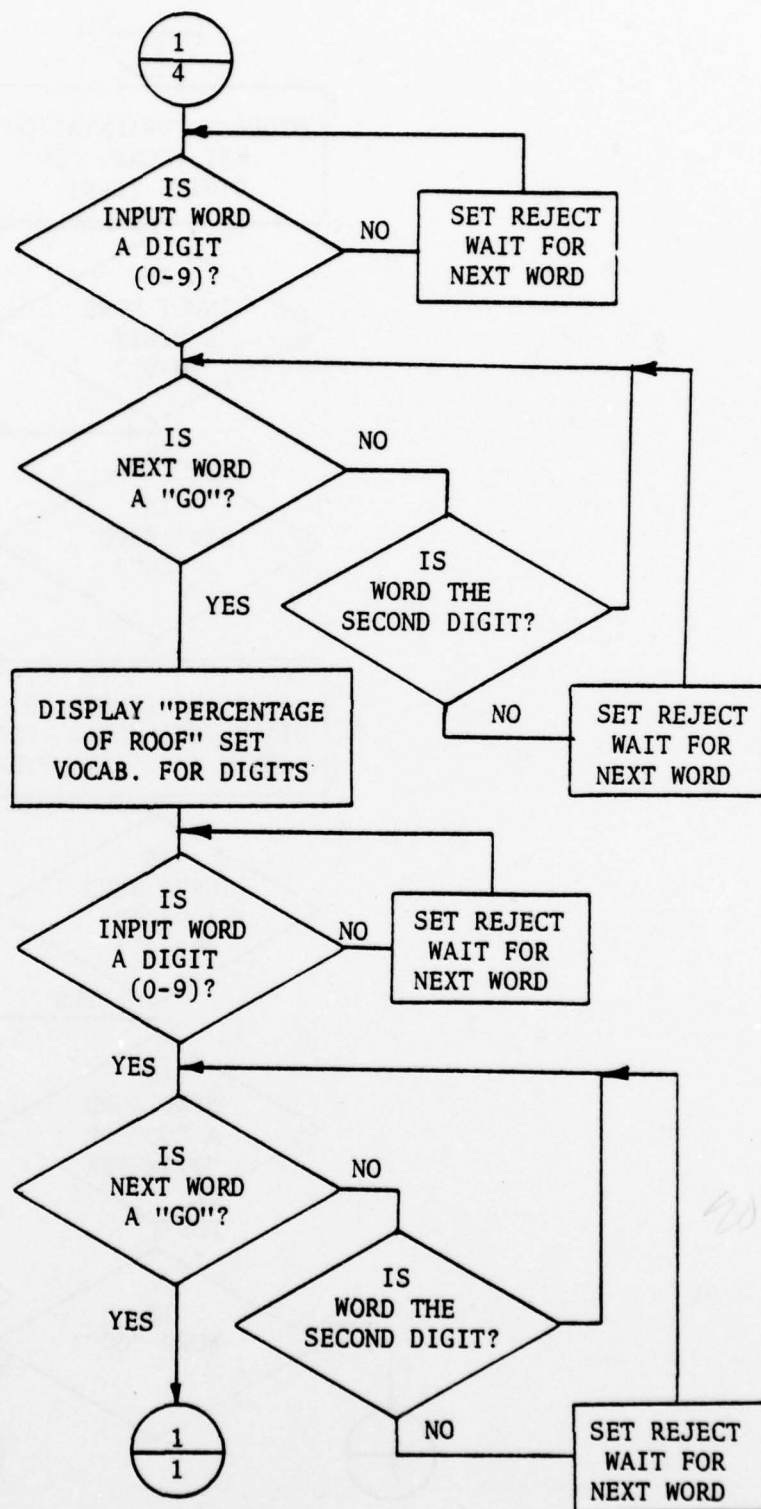 1
4
IS
INPUT WORD
A DIGIT
(0-9)?
NO
SET REJECT
WAIT FOR
NEXT WORD
IS
NEXT WORD
A "GO"?
NO
YES
IS
WORD THE
SECOND DIGIT?
NO
SET REJECT
WAIT FOR
NEXT WORD
DISPLAY "PERCENTAGE
OF ROOF" SET
VOCAB. FOR DIGITS
IS
INPUT WORD
A DIGIT
(0-9)?
NO
SET REJECT
WAIT FOR
NEXT WORD
YES
IS
NEXT WORD
A "GO"?
NO
YES
IS
WORD THE
SECOND DIGIT?
NO
SET REJECT
WAIT FOR
NEXT WORD
1
1